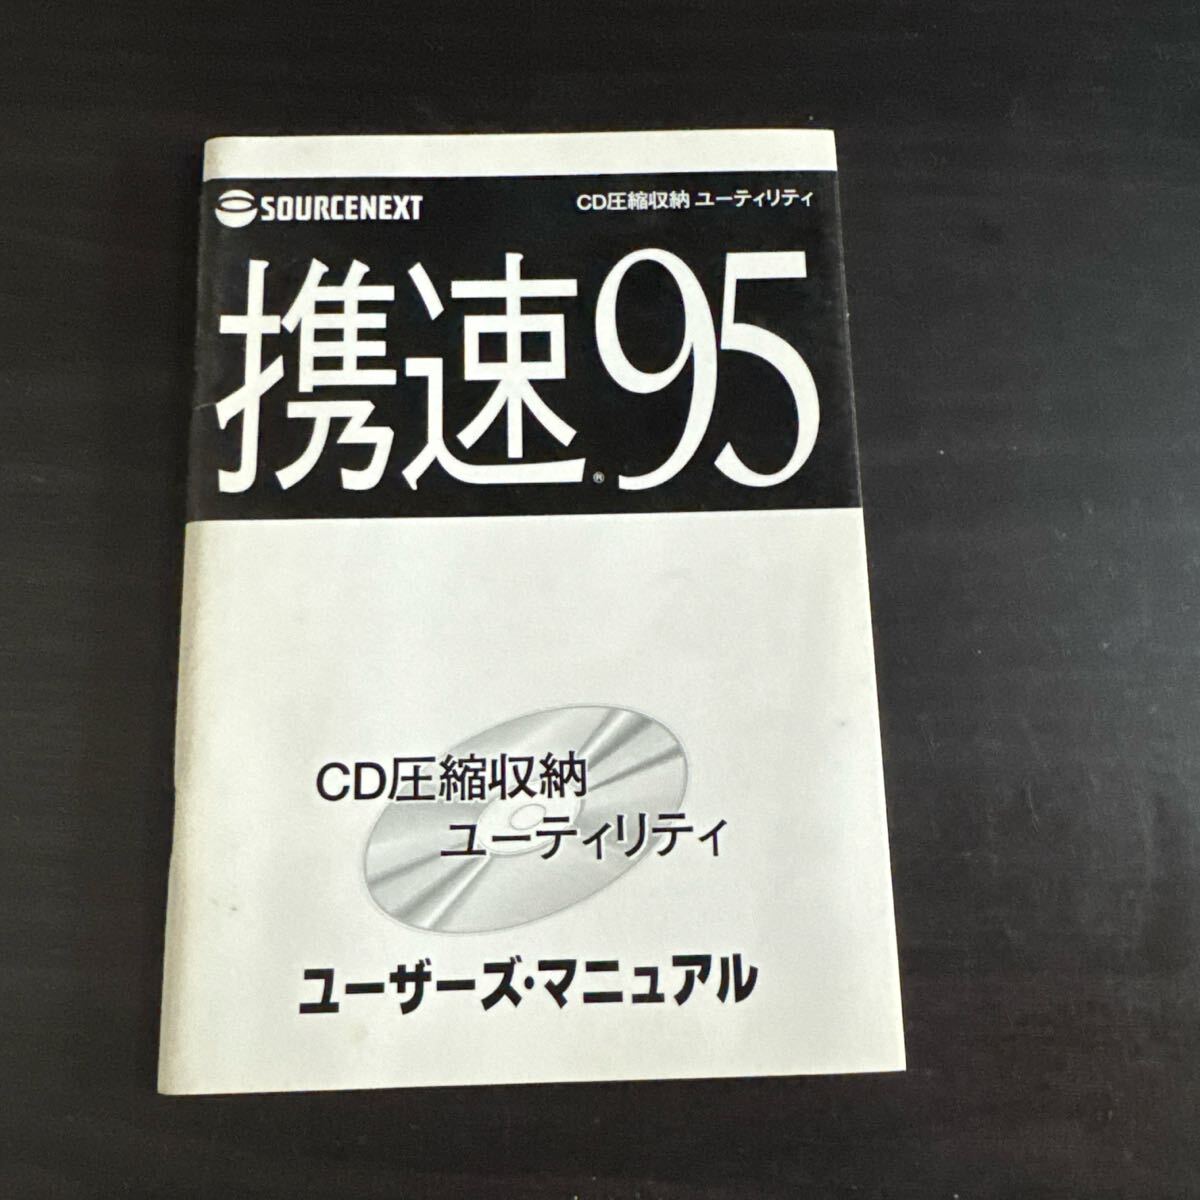 SOURCENEXT
CD圧縮収納 ユーティリティ
携速95
®
CD圧縮収納
ユーティリティ
ユーザーズ・マニュアル